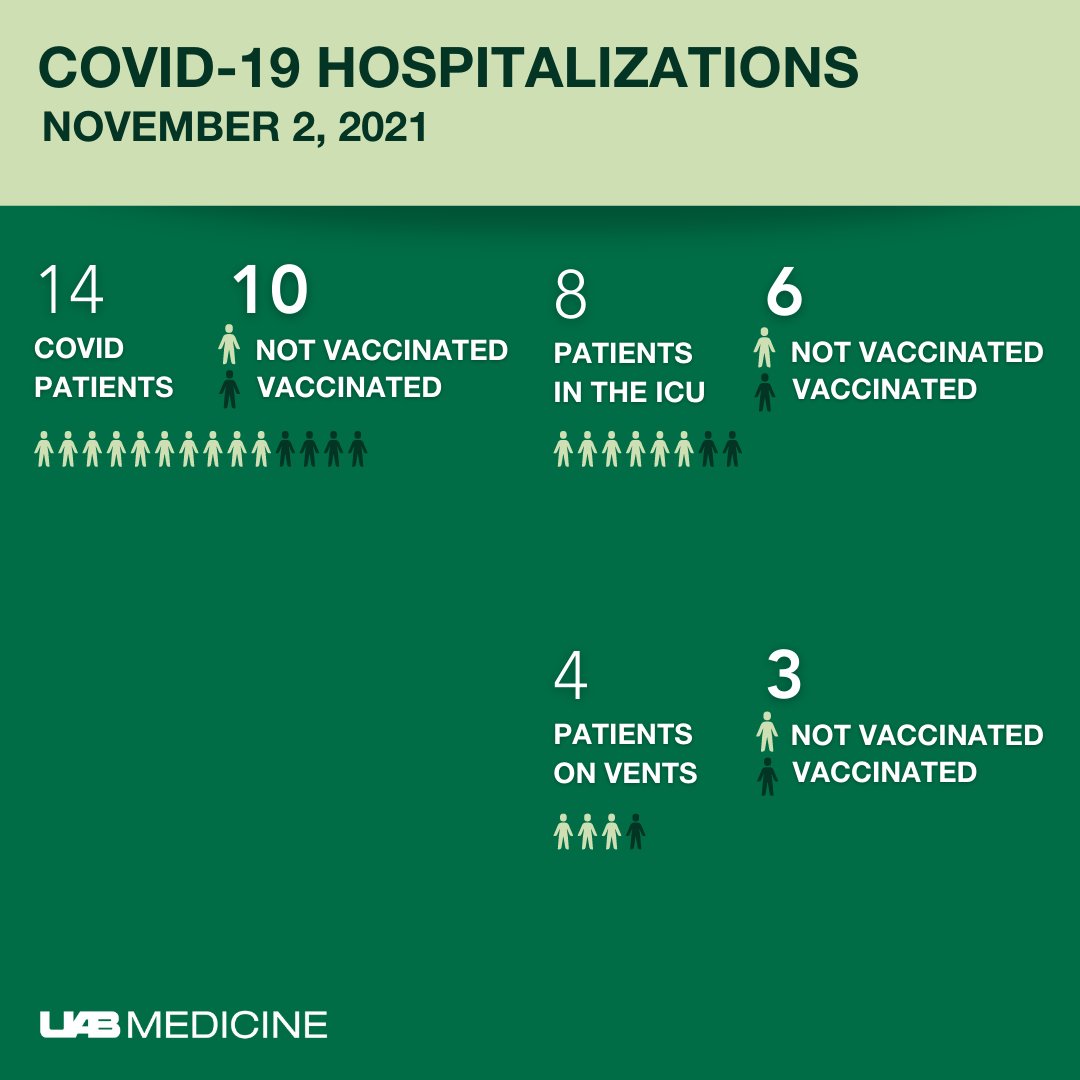 COVID-19 HOSPITALIZATIONS
NOVEMBER 2, 2021
14
COVID
PATIENTS
10
NOT VACCINATED
VACCINATED
8
PATIENTS
IN THE ICU
6
NOT VACCINATED
VACCINATED
4
PATIENTS
ON VENTS
3
NOT VACCINATED
VACCINATED
UAB MEDICINE